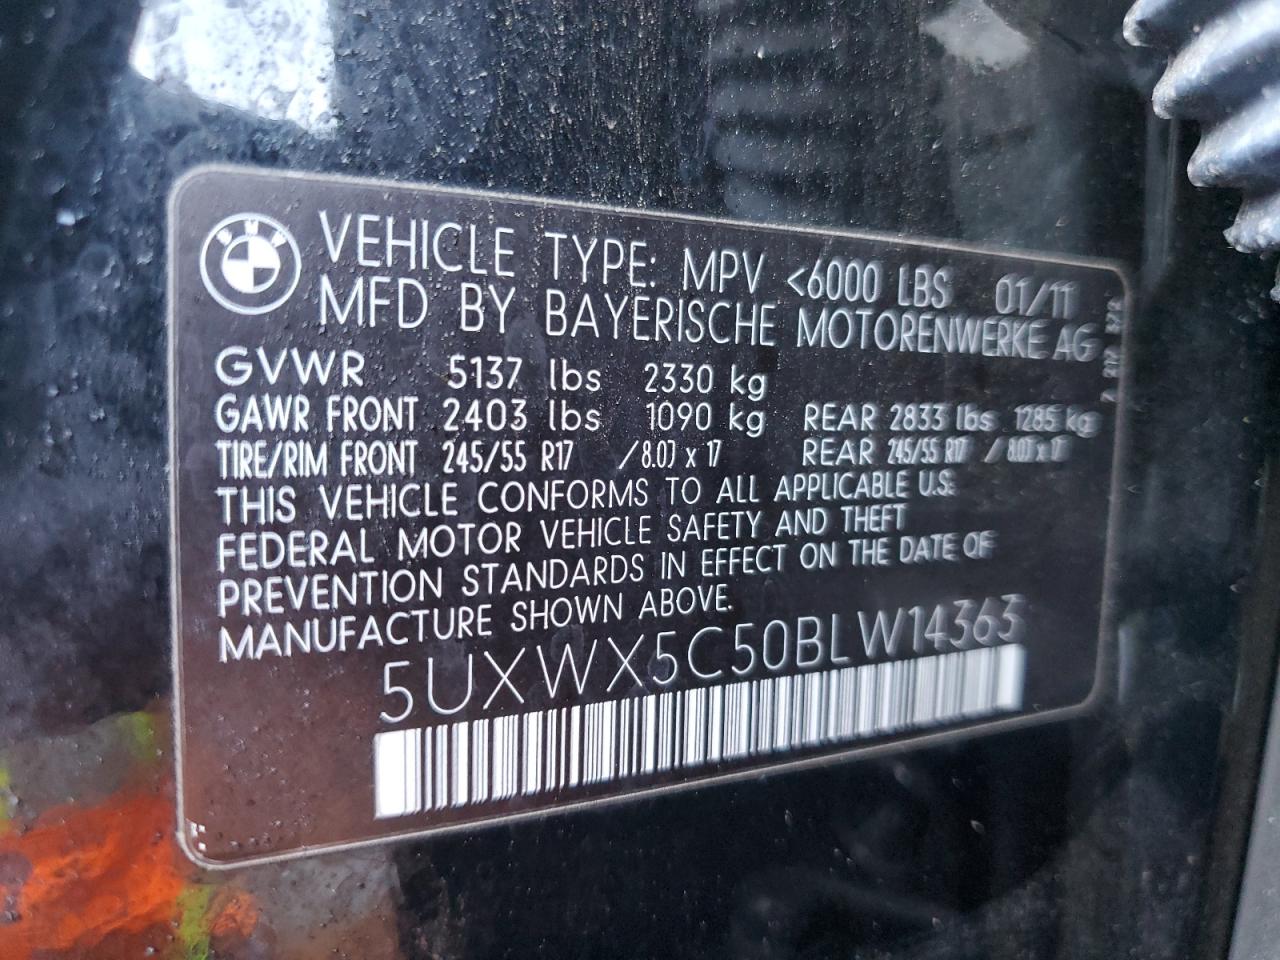 BMW
VEHICLE TYPE: MPV <6000 LBS 01/11
MFD BY BAYERISCHE MOTORENWERKE AG
GVWR 5137 lbs 2330 kg
GAWR FRONT 2403 lbs 1090 kg REAR 2833 lbs 1285 kg
TIRE/RIM FRONT 245/55 R17 /8.0J x 17 REAR 245/55 R17 / 8.0J x 17
THIS VEHICLE CONFORMS TO ALL APPLICABLE U.S.
FEDERAL MOTOR VEHICLE SAFETY AND THEFT
PREVENTION STANDARDS IN EFFECT ON THE DATE OF
MANUFACTURE SHOWN ABOVE.
5UXWX5C50BLW14363